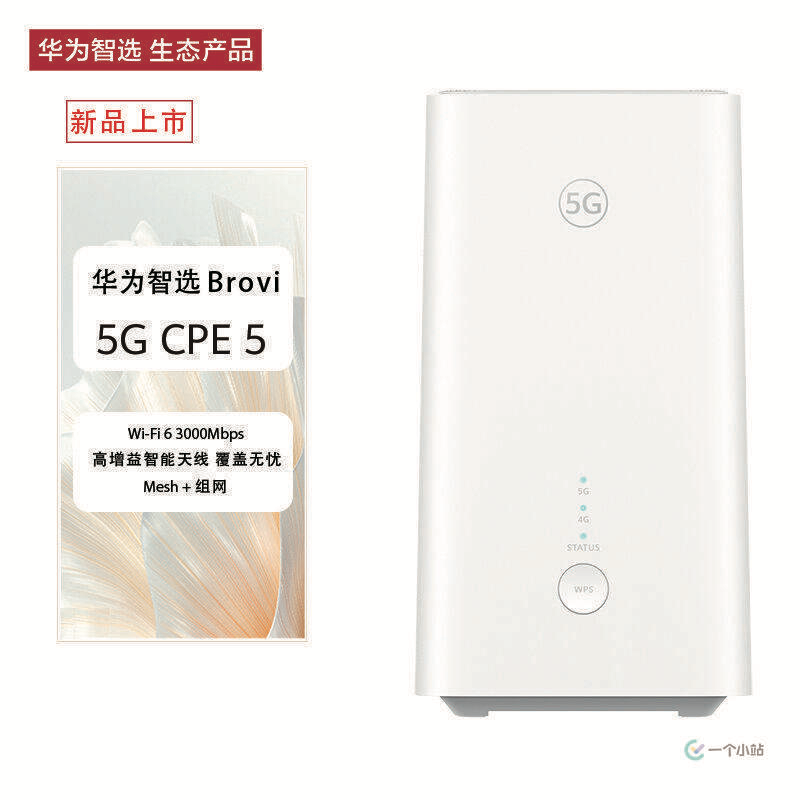 华为智选 生态产品
新品上市
华为智选 Brovi
5G CPE 5
Wi-Fi 6 3000Mbps
高增益智能天线 覆盖无忧
Mesh + 组网
5G
5G
4G
STATUS
WPS
一个小站